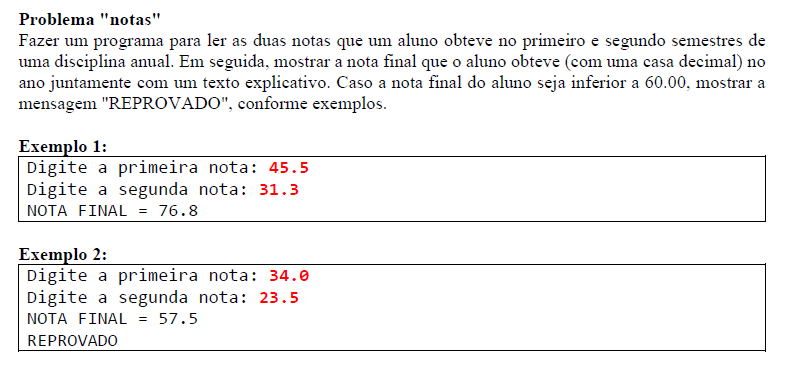 Problema "notas"
Fazer um programa para ler as duas notas que um aluno obteve no primeiro e segundo semestres de
uma disciplina anual. Em seguida, mostrar a nota final que o aluno obteve (com uma casa decimal) no
ano juntamente com um texto explicativo. Caso a nota final do aluno seja inferior a 60.00, mostrar a
mensagem "REPROVADO", conforme exemplos.
Exemplo 1:
Digite a primeira nota: 45.5
Digite a segunda nota: 31.3
NOTA FINAL = 76.8
Exemplo 2:
Digite a primeira nota: 34.0
Digite a segunda nota: 23.5
NOTA FINAL = 57.5
REPROVADO